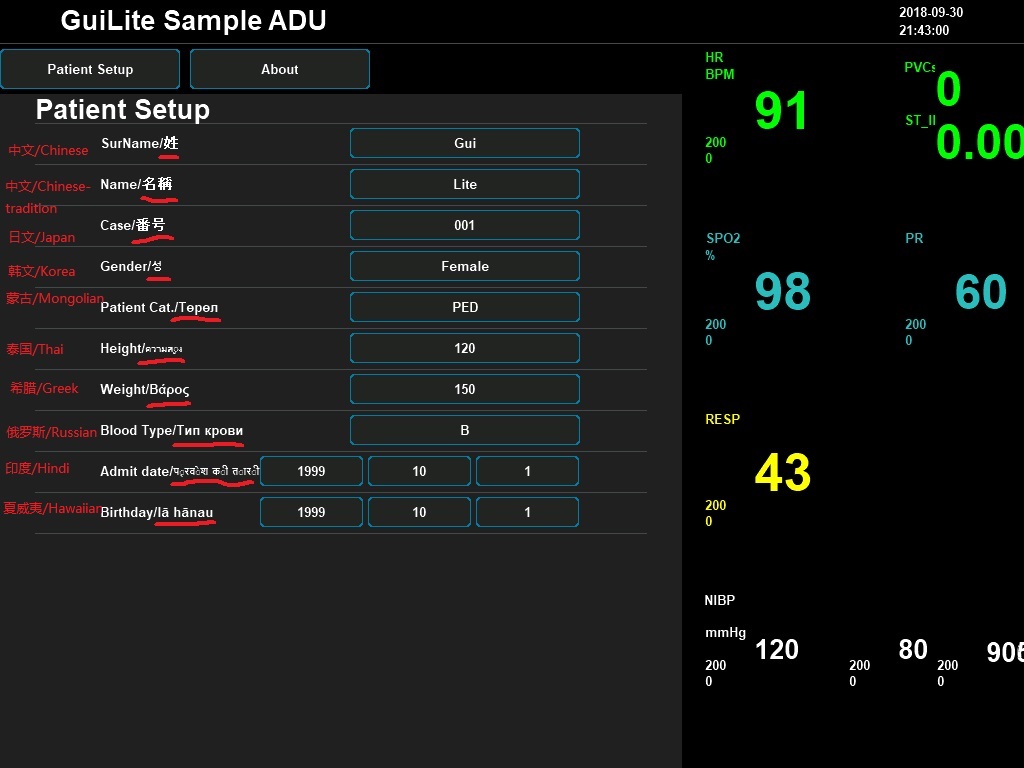 GuiLite Sample ADU
2018-09-30
21:43:00
Patient Setup
About
Patient Setup
中文/Chinese
SurName/姓
Gui
中文/Chinese-
tradition
Name/名稱
Lite
日文/Japan
Case/番号
001
韩文/Korea
Gender/성
Female
蒙古/Mongolian
Patient Cat./Төрөл
PED
泰国/Thai
Height/ความสูง
120
希腊/Greek
Weight/Βάρος
150
俄罗斯/Russian
Blood Type/Тип крови
B
印度/Hindi
Admit date/
1999
10
1
夏威夷/Hawaiian
Birthday/lā hānau
1999
10
1
HR
BPM
91
200
0
PVCs
0
ST_II
0.00
SPO2
%
98
200
0
PR
60
200
0
RESP
43
200
0
NIBP
mmHg
120
200
0
80
200
0
200
0